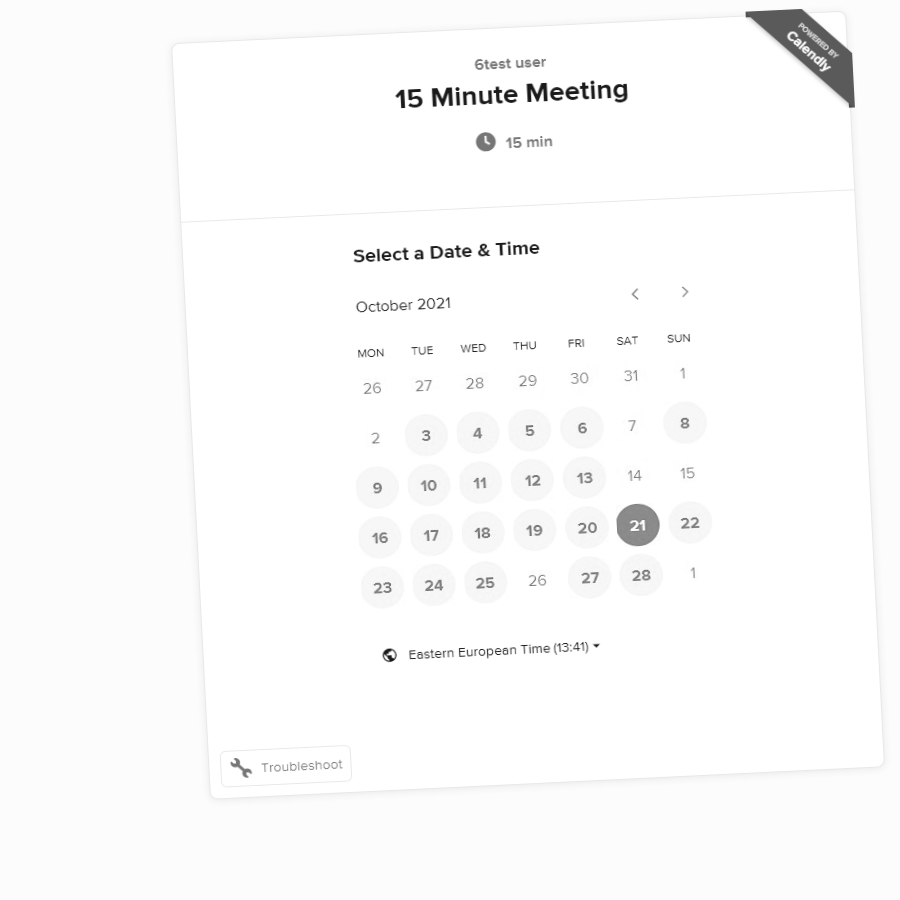 POWERED BY
Calendly
6test user
15 Minute Meeting
15 min
Select a Date & Time
October 2021
MON TUE WED THU FRI SAT SUN
26 27 28 29 30 31 1
2 3 4 5 6 7 8
9 10 11 12 13 14 15
16 17 18 19 20 21 22
23 24 25 26 27 28 1
Eastern European Time (13:41)
Troubleshoot